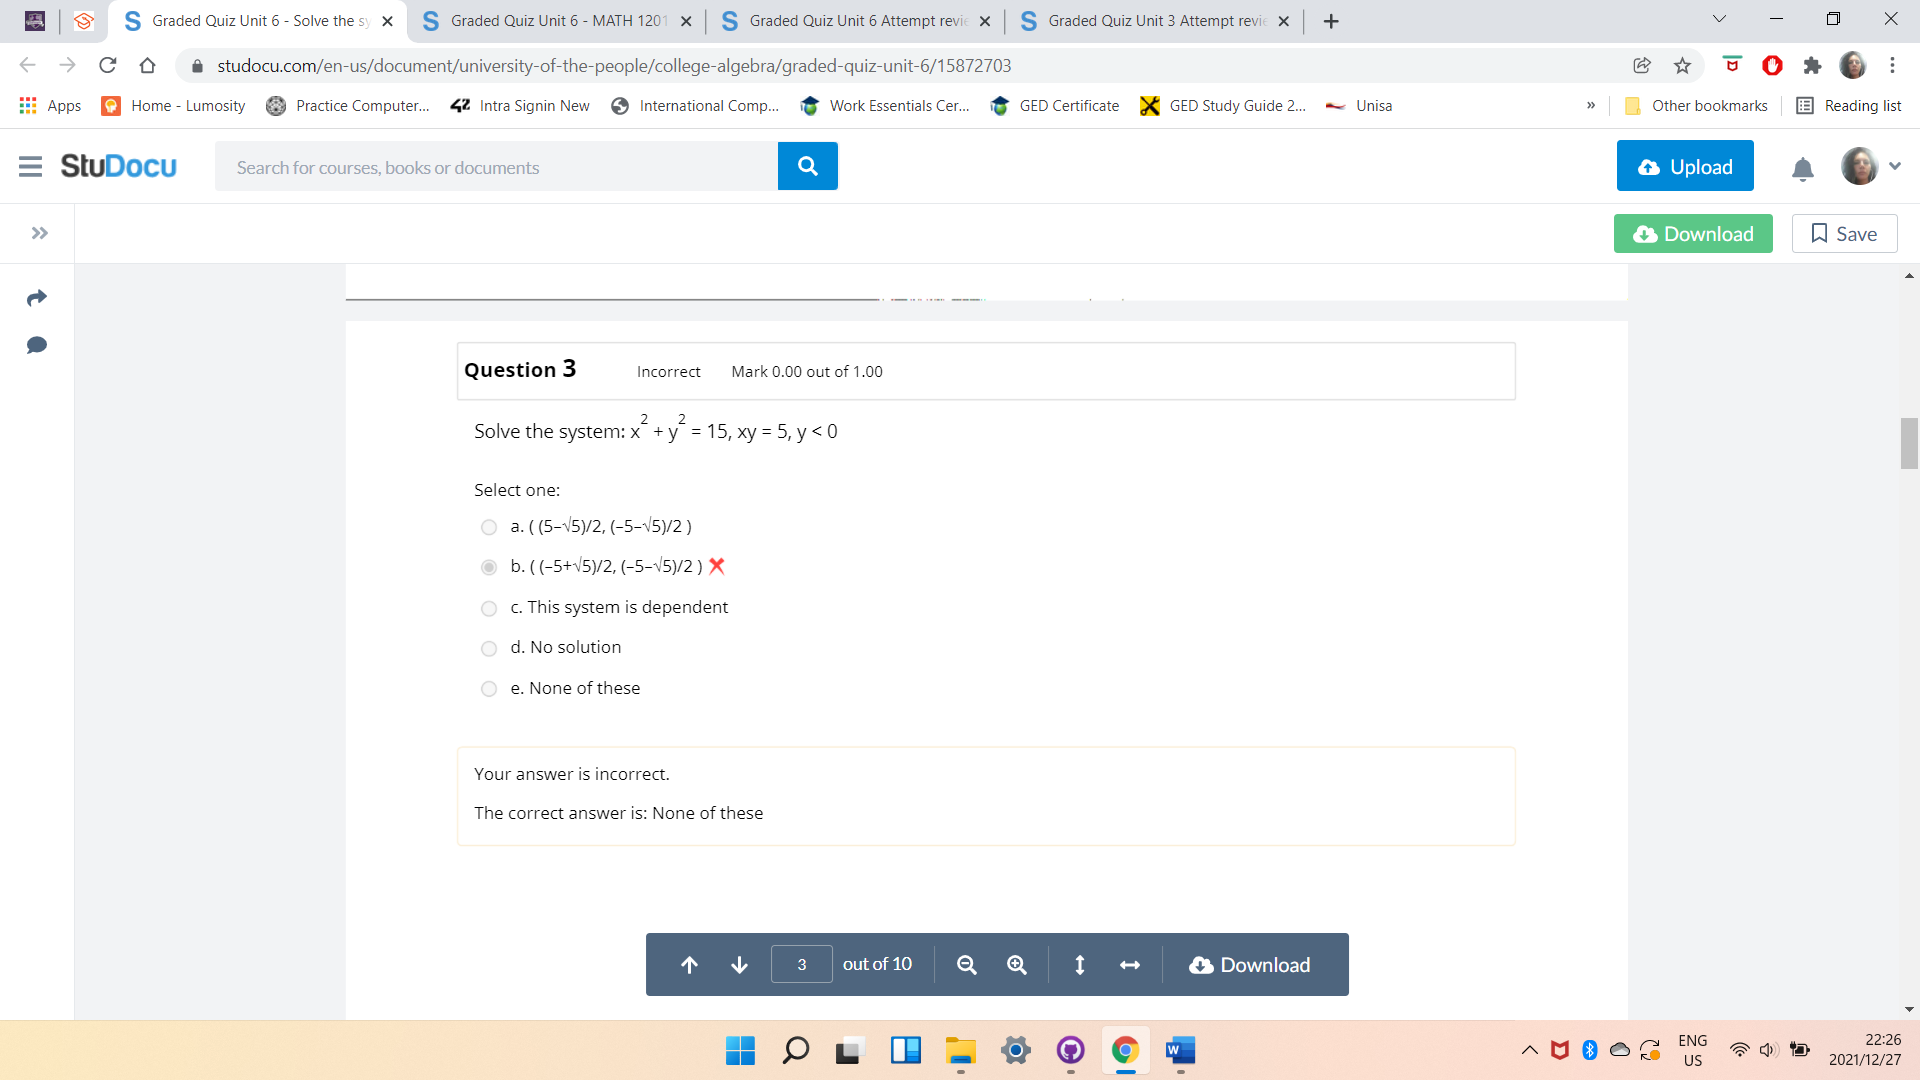 Graded Quiz Unit 6 - Solve the sy
Graded Quiz Unit 6 - MATH 1201
Graded Quiz Unit 6 Attempt revie
Graded Quiz Unit 3 Attempt revie
studocu.com/en-us/document/university-of-the-people/college-algebra/graded-quiz-unit-6/15872703
Apps
Home - Lumosity
Practice Computer...
Intra Signin New
International Comp...
Work Essentials Cer...
GED Certificate
GED Study Guide 2...
Unisa
»
Other bookmarks
Reading list
StuDocu
Search for courses, books or documents
Upload
Download
Save
Question 3 Incorrect Mark 0.00 out of 1.00
Solve the system: x² + y² = 15, xy = 5, y < 0
Select one:
a. ( (5–√5)/2, (–5–√5)/2 )
b. ( (–5+√5)/2, (–5–√5)/2 )
c. This system is dependent
d. No solution
e. None of these
Your answer is incorrect.
The correct answer is: None of these
3 out of 10
Download
ENG
US
22:26
2021/12/27